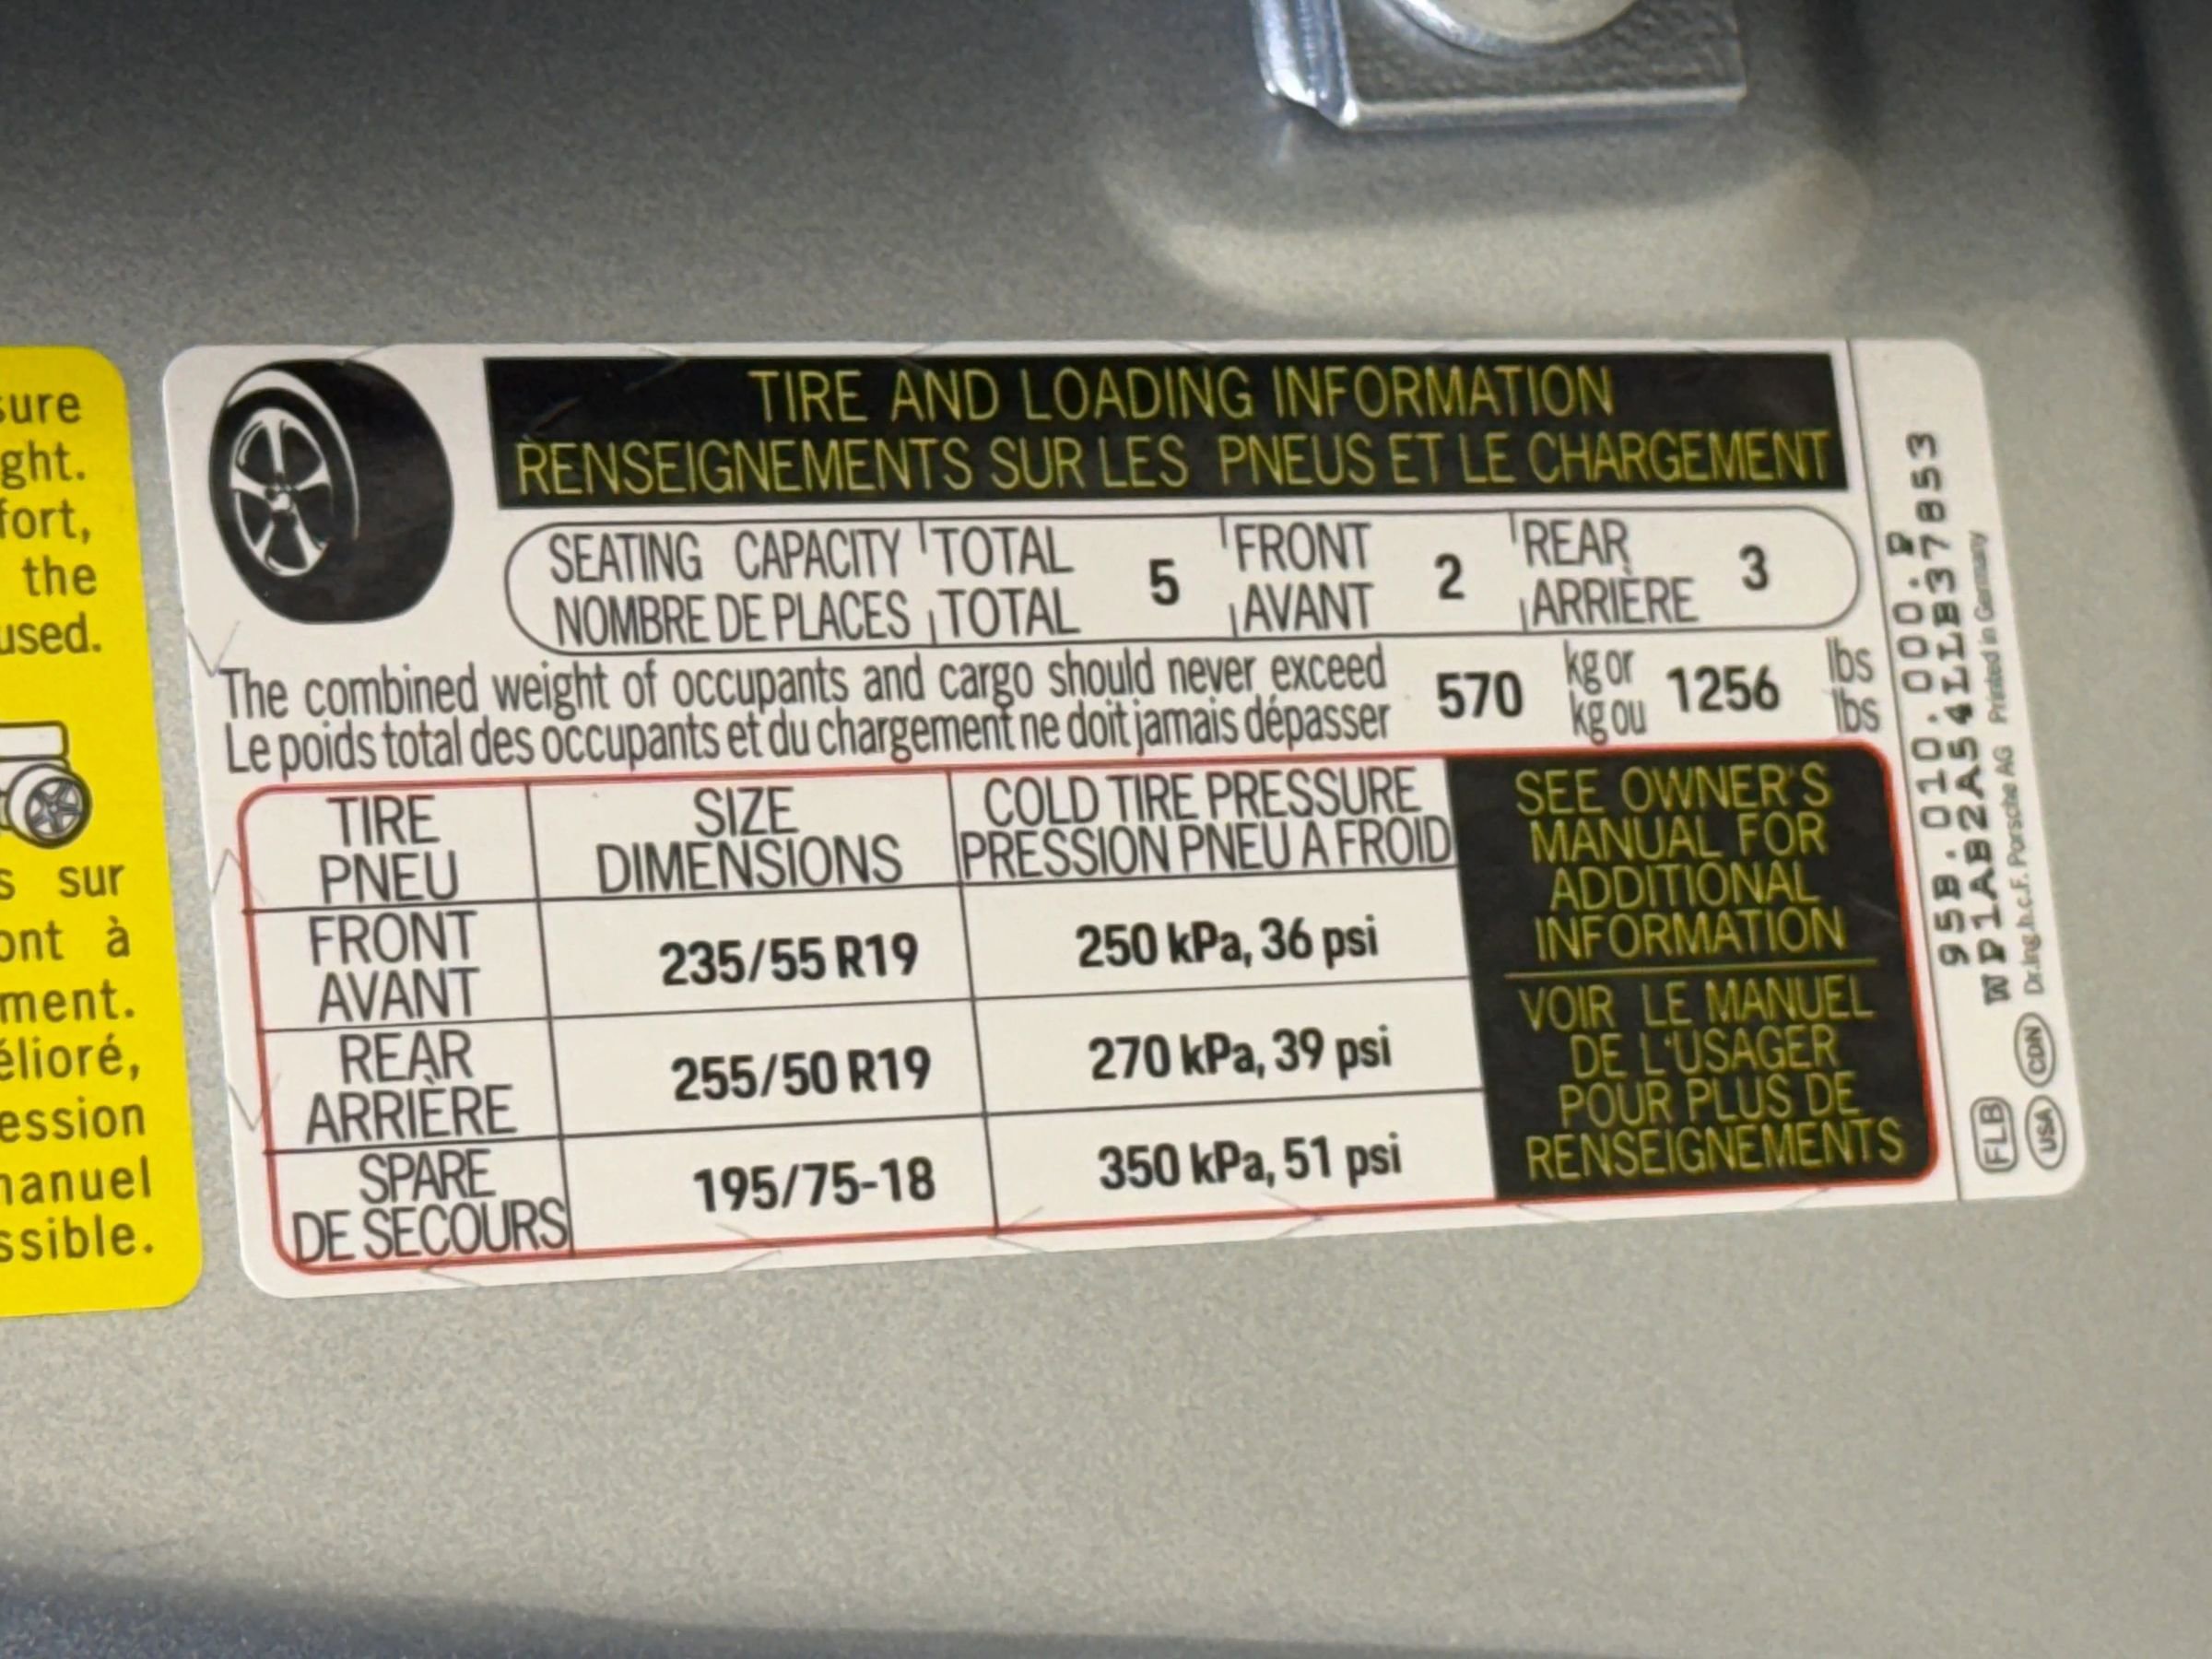 sure
ght.
fort,
the
used.
s sur
ont à
ment.
élioré,
ession
manuel
ssible.
TIRE AND LOADING INFORMATION
RENSEIGNEMENTS SUR LES PNEUS ET LE CHARGEMENT
SEATING CAPACITY TOTAL 5 FRONT 2 REAR 3
NOMBRE DE PLACES TOTAL AVANT ARRIÈRE
The combined weight of occupants and cargo should never exceed 570 kg or 1256 lbs
Le poids total des occupants et du chargement ne doit jamais dépasser kg ou lbs
TIRE SIZE COLD TIRE PRESSURE
PNEU DIMENSIONS PRESSION PNEU A FROID
FRONT 235/55 R19 250 kPa, 36 psi
AVANT
REAR 255/50 R19 270 kPa, 39 psi
ARRIÈRE
SPARE 195/75-18 350 kPa, 51 psi
DE SECOURS
SEE OWNER'S
MANUAL FOR
ADDITIONAL
INFORMATION
VOIR LE MANUEL
DE L'USAGER
POUR PLUS DE
RENSEIGNEMENTS
95B.010.000.P
WP1AB2A54LLB37853
Dr.Ing.h.c.F. Porsche AG Printed in Germany
FLB
USA CDN